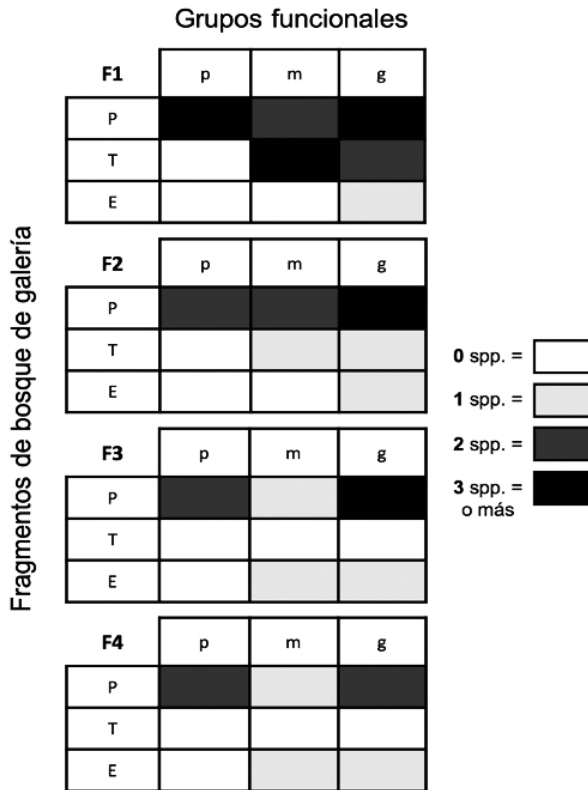 Grupos funcionales
Fragmentos de bosque de galería
F1 p m g
P
T
E
F2 p m g
P
T
E
F3 p m g
P
T
E
F4 p m g
P
T
E
0 spp. =
1 spp. =
2 spp. =
3 spp. =
o más